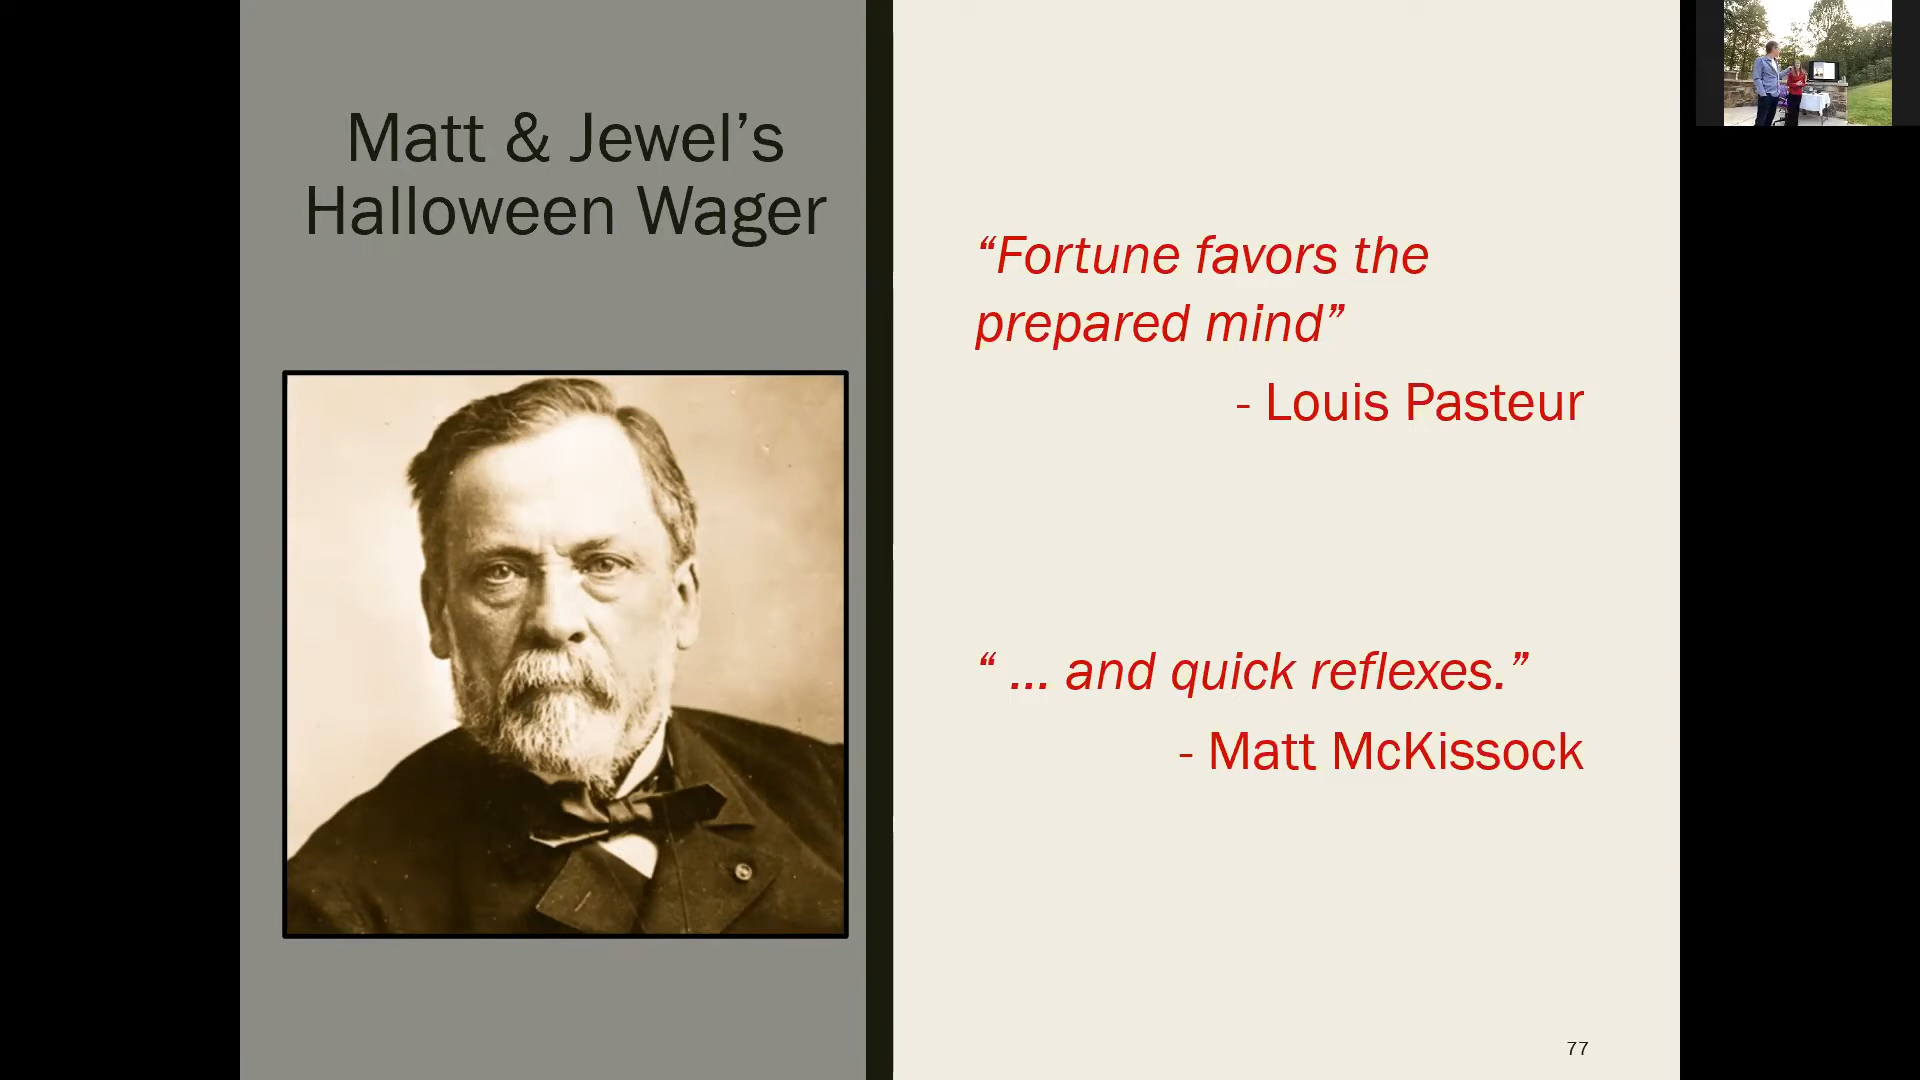 Matt & Jewel’s
Halloween Wager
“Fortune favors the
prepared mind”
- Louis Pasteur
“ ... and quick reflexes.”
- Matt McKissock
77